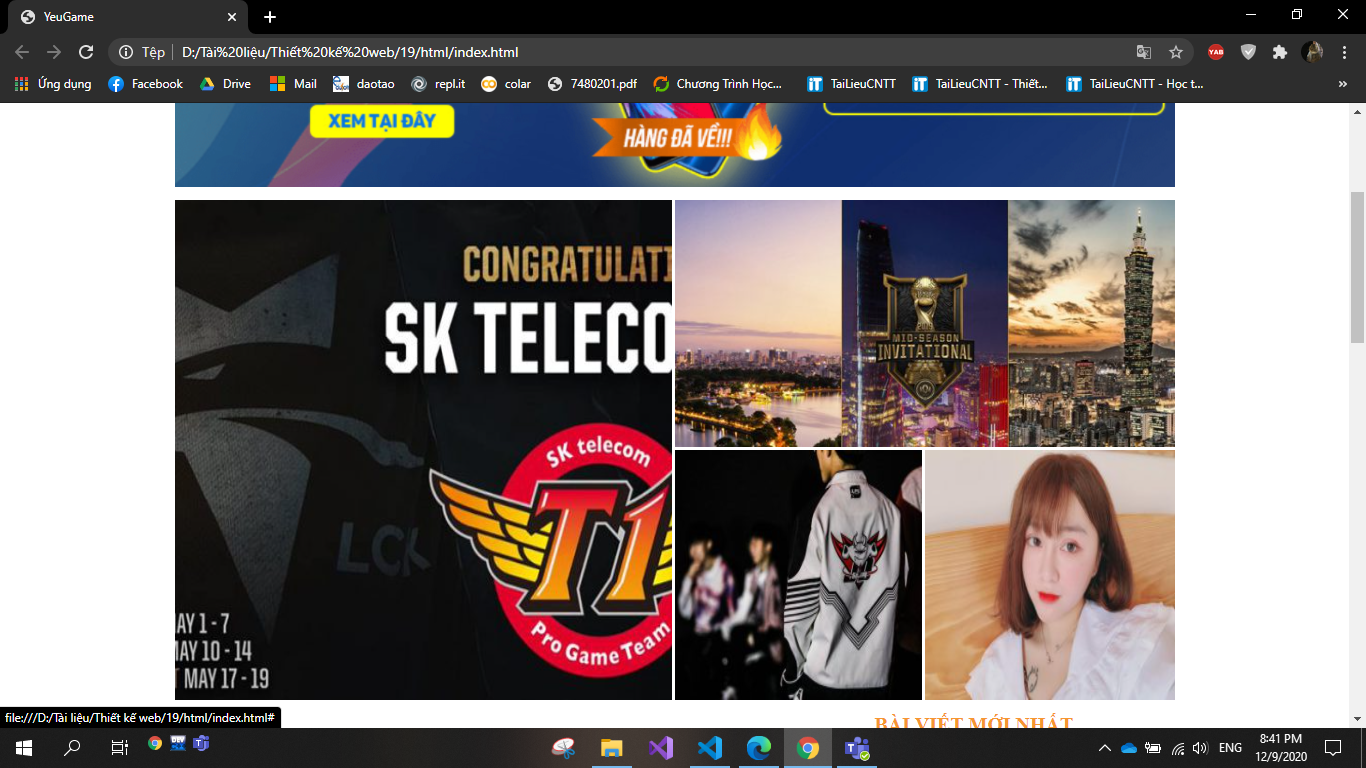 YeuGame
Tệp
D:/Tài%20liệu/Thiết%20kế%20web/19/html/index.html
YAB
Ứng dụng
Facebook
Drive
Mail
daotao
repl.it
colar
7480201.pdf
Chương Trình Học...
TaiLieuCNTT
TaiLieuCNTT - Thiết...
TaiLieuCNTT - Học t...
»
XEM TẠI ĐÂY
HÀNG ĐÃ VỀ!!!
CONGRATULATI
SK TELECO
SK telecom
T1
Pro Game Team
LCK
AY 1 - 7
MAY 10 - 14
T MAY 17 - 19
MID-SEASON
INVITATIONAL
BÀI VIẾT MỚI NHẤT
file:///D:/Tài liệu/Thiết kế web/19/html/index.html#
ENG
8:41 PM
12/9/2020